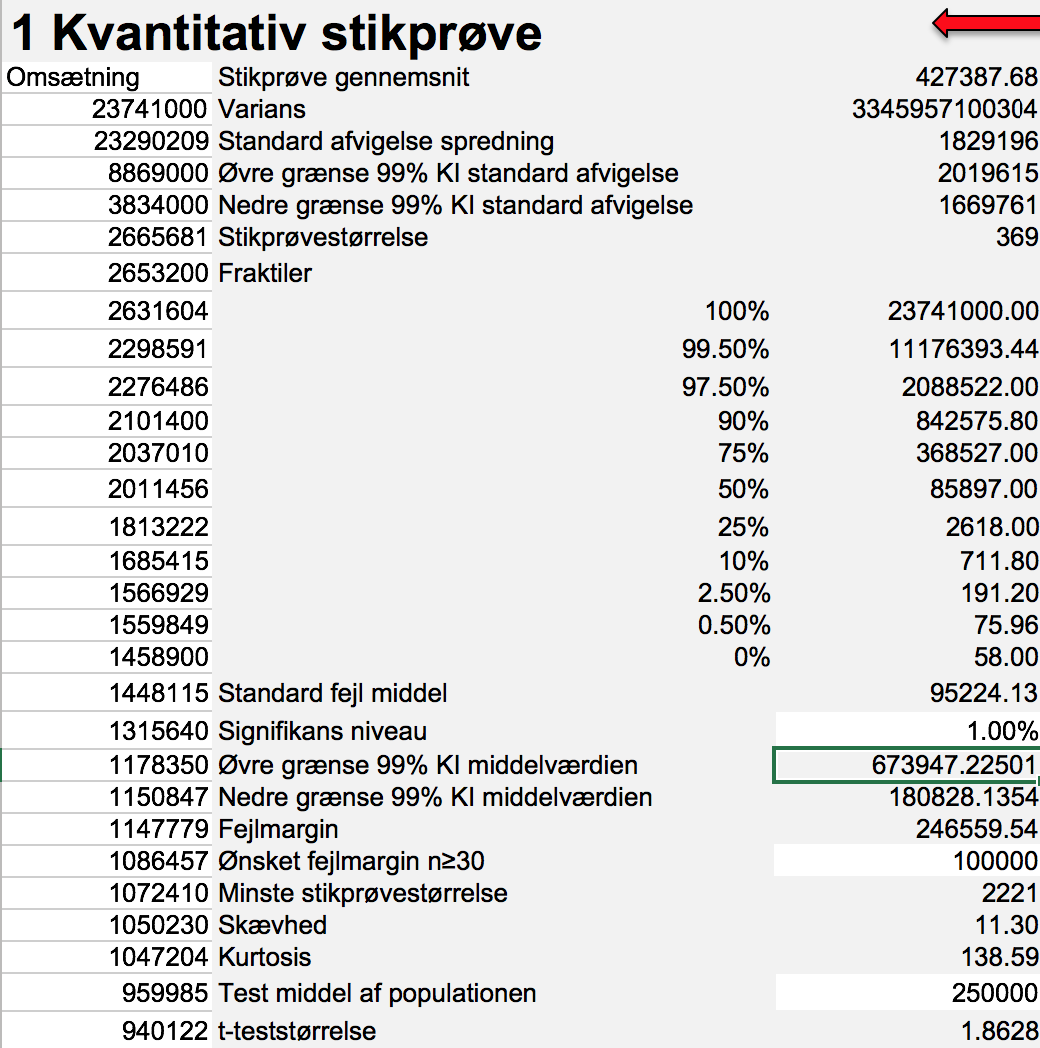 1 Kvantitativ stikprøve
Omsætning Stikprøve gennemsnit 427387.68
23741000 Varians 3345957100304
23290209 Standard afvigelse spredning 1829196
8869000 Øvre grænse 99% KI standard afvigelse 2019615
3834000 Nedre grænse 99% KI standard afvigelse 1669761
2665681 Stikprøvestørrelse 369
2653200 Fraktiler
2631604 100% 23741000.00
2298591 99.50% 11176393.44
2276486 97.50% 2088522.00
2101400 90% 842575.80
2037010 75% 368527.00
2011456 50% 85897.00
1813222 25% 2618.00
1685415 10% 711.80
1566929 2.50% 191.20
1559849 0.50% 75.96
1458900 0% 58.00
1448115 Standard fejl middel 95224.13
1315640 Signifikans niveau 1.00%
1178350 Øvre grænse 99% KI middelværdien 673947.22501
1150847 Nedre grænse 99% KI middelværdien 180828.1354
1147779 Fejlmargin 246559.54
1086457 Ønsket fejlmargin n≥30 100000
1072410 Minste stikprøvestørrelse 2221
1050230 Skævhed 11.30
1047204 Kurtosis 138.59
959985 Test middel af populationen 250000
940122 t-teststørrelse 1.8628